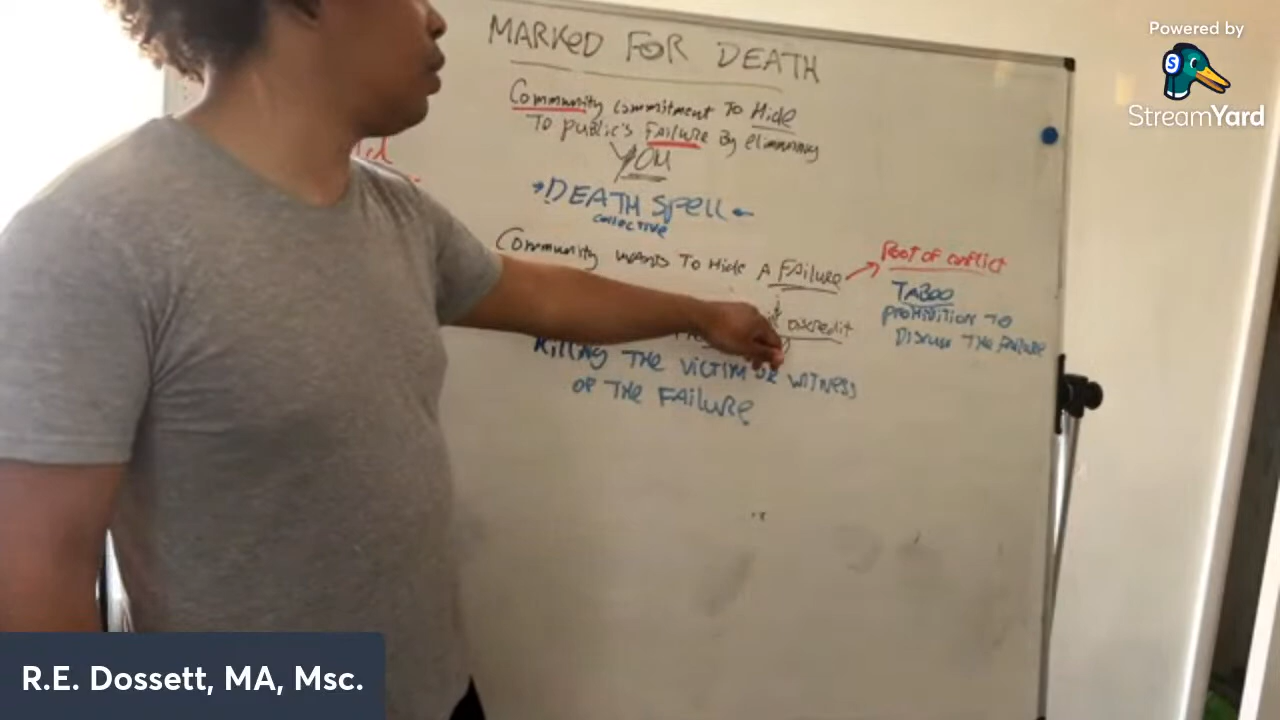 MARKED FOR DEATH
Community commitment To Hide
To public's Failure By eliminating
YOU
DEATH Spell
collective
Community wants To Hide A FAilure
Root of conflict
TABOO
PROHIBITION TO
Discuss THE FAilure
Discredit
Killing THE VICTIM OR WITNESS
OF THE FAILURE
Powered by
S
StreamYard
R.E. Dossett, MA, Msc.